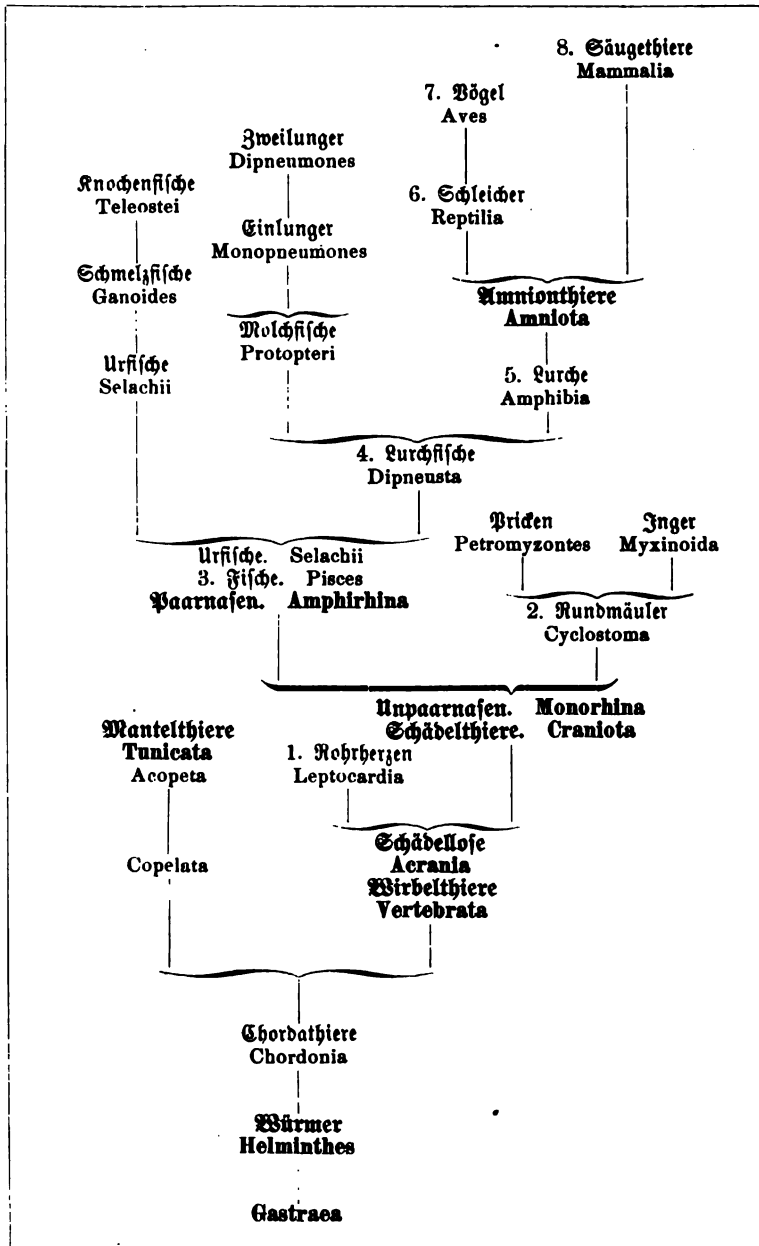 8. Säugethiere
Mammalia
7. Vögel
Aves
Zweilunger
Dipneumones
Knochenfische
Teleostei
6. Schleicher
Reptilia
Einlunger
Monopneumones
Schmelzfische
Ganoides
Amnionthiere
Amniota
Molchfische
Protopteri
Urfische
Selachii
5. Lurche
Amphibia
4. Lurchfische
Dipneusta
Pricken
Petromyzontes
Inger
Myxinoida
Urfische. Selachii
3. Fische. Pisces
Paarnasen. Amphirhina
2. Rundmäuler
Cyclostoma
Unpaarnasen. Monorhina
Schädelthiere. Craniota
Mantelthiere
Tunicata
Acopeta
1. Rohrherzen
Leptocardia
Schädellose
Acrania
Wirbelthiere
Vertebrata
Copelata
Chordathiere
Chordonia
Würmer
Helminthes
Gastraea